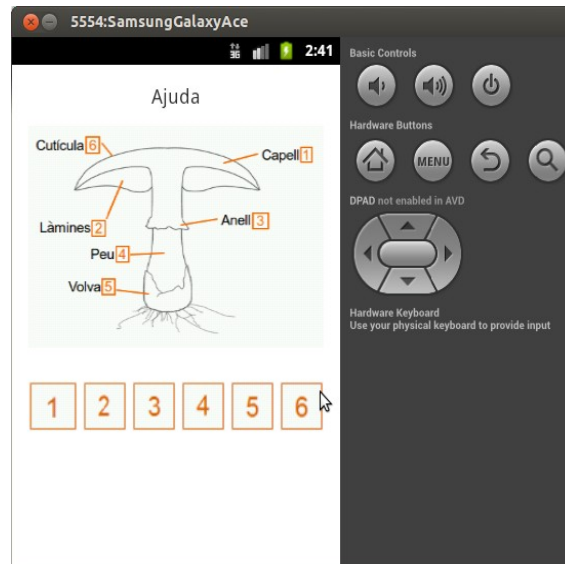 5554:SamsungGalaxyAce
3G 2:41
Ajuda
Cutícula 6
Capell 1
Làmines 2
Anell 3
Peu 4
Volva 5
1 2 3 4 5 6
Basic Controls
Hardware Buttons
MENU
DPAD not enabled in AVD
Hardware Keyboard
Use your physical keyboard to provide input